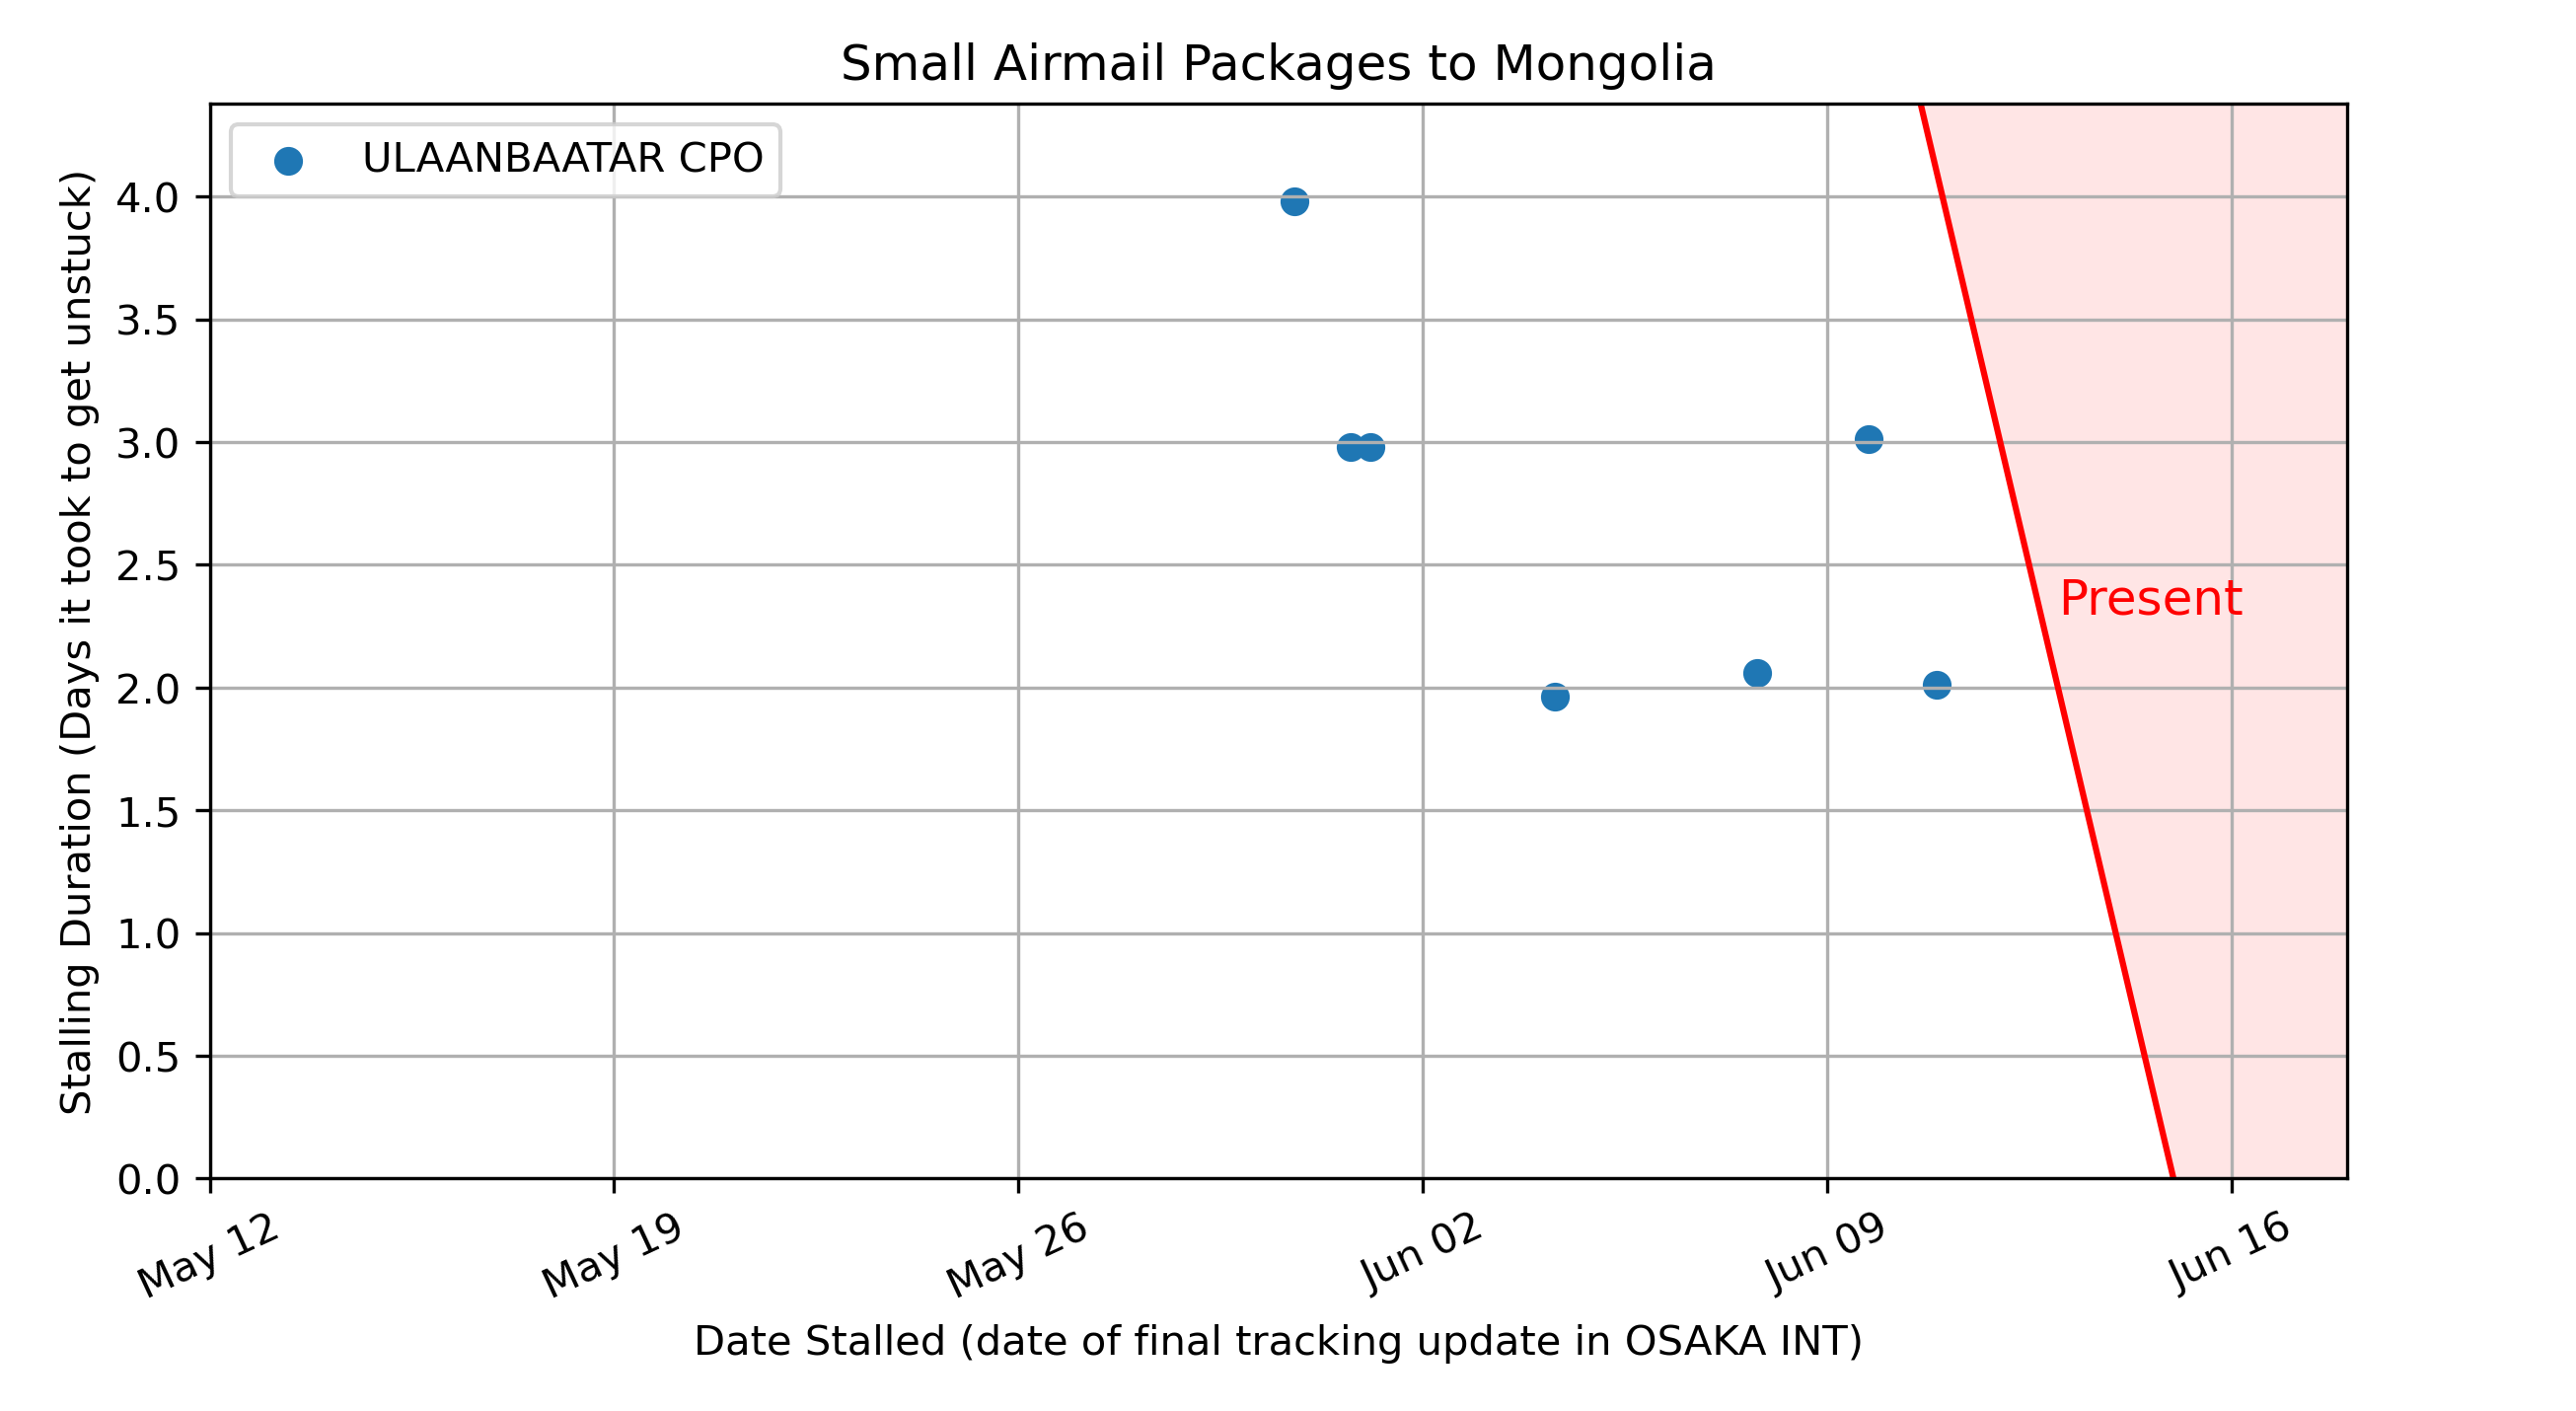 Small Airmail Packages to Mongolia
ULAANBAATAR CPO
Stalling Duration (Days it took to get unstuck)
4.0
3.5
3.0
2.5
2.0
1.5
1.0
0.5
0.0
Present
May 12
May 19
May 26
Jun 02
Jun 09
Jun 16
Date Stalled (date of final tracking update in OSAKA INT)